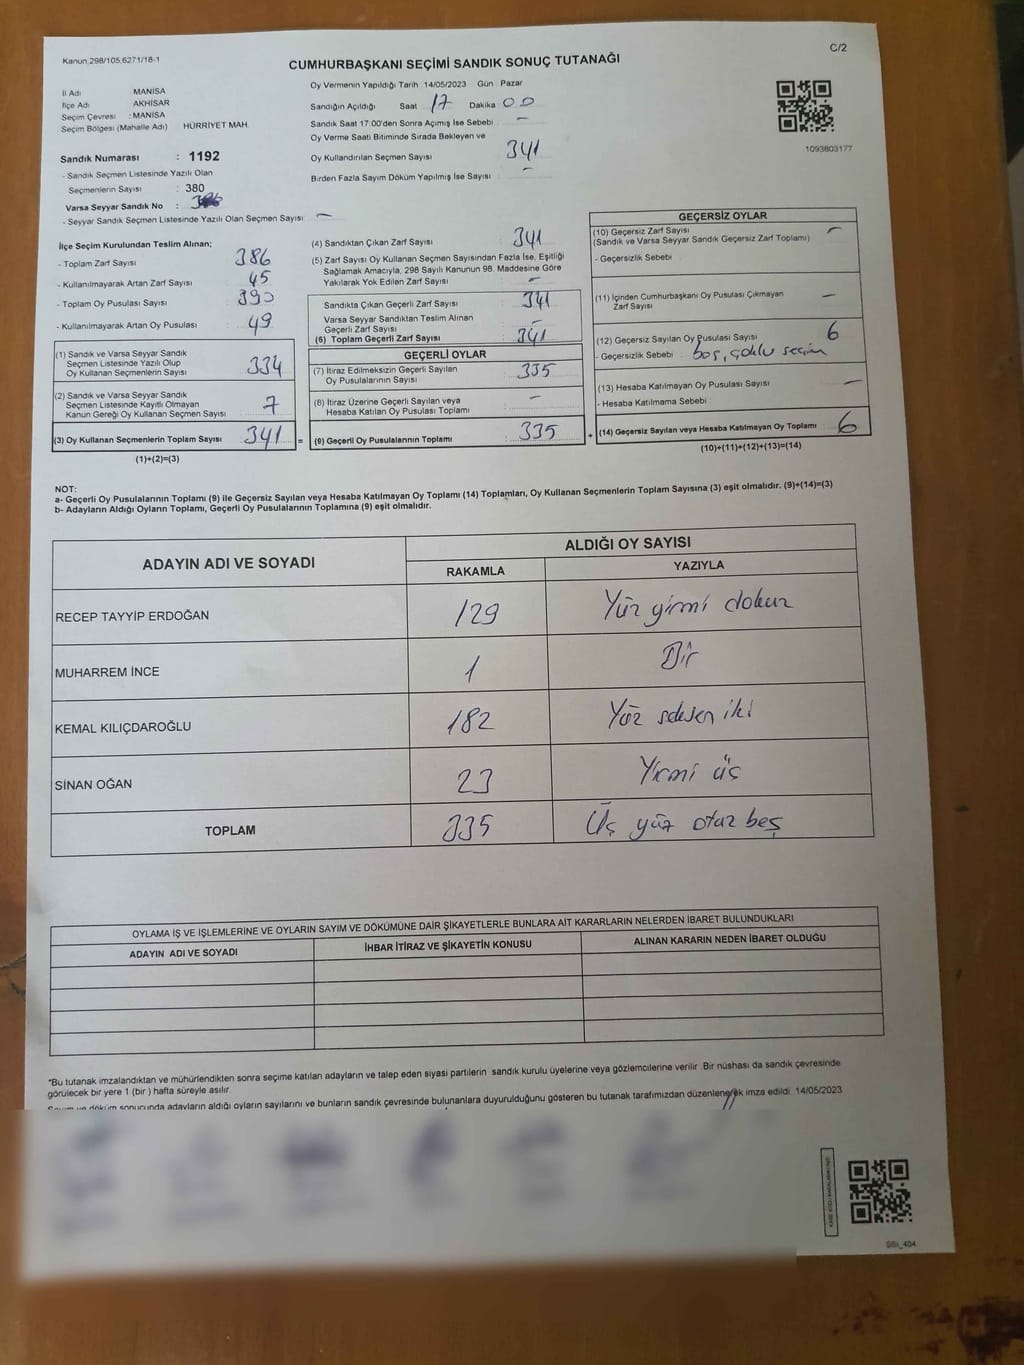 Kanun.298/105,6271/18-1
C/2
CUMHURBAŞKANI SEÇİMİ SANDIK SONUÇ TUTANAĞI
İl Adı : MANİSA
İlçe Adı : AKHİSAR
Seçim Çevresi : MANİSA
Seçim Bölgesi (Mahalle Adı) HÜRRİYET MAH.
Sandık Numarası : 1192
- Sandık Seçmen Listesinde Yazılı Olan
Seçmenlerin Sayısı : 380
Varsa Seyyar Sandık No :
- Seyyar Sandık Seçmen Listesinde Yazılı Olan Seçmen Sayısı : -
Oy Vermenin Yapıldığı Tarih : 14/05/2023 Gün : Pazar
Sandığın Açıldığı Saat 17 Dakika 00
Sandık Saat 17.00'den Sonra Açımış İse Sebebi : -
Oy Verme Saati Bitiminde Sırada Bekleyen ve
Oy Kullandırılan Seçmen Sayısı 341
Birden Fazla Sayım Döküm Yapılmış İse Sayısı : -
1093803177
İlçe Seçim Kurulundan Teslim Alınan;
- Toplam Zarf Sayısı : 386
- Kullanılmayarak Artan Zarf Sayısı : 45
- Toplam Oy Pusulası Sayısı : 390
- Kullanılmayarak Artan Oy Pusulası : 49
(1) Sandık ve Varsa Seyyar Sandık
Seçmen Listesinde Yazılı Olup
Oy Kullanan Seçmenlerin Sayısı : 334
(2) Sandık ve Varsa Seyyar Sandık
Seçmen Listesinde Kayıtlı Olmayan
Kanun Gereği Oy Kullanan Seçmen Sayısı : 7
(3) Oy Kullanan Seçmenlerin Toplam Sayısı : 341 =
(1)+(2)=(3)
(4) Sandıktan Çıkan Zarf Sayısı : 341
(5) Zarf Sayısı Oy Kullanan Seçmen Sayısından Fazla İse, Eşitliği
Sağlamak Amacıyla, 298 Sayılı Kanunun 98. Maddesine Göre
Yakılarak Yok Edilen Zarf Sayısı : -
Sandıkta Çıkan Geçerli Zarf Sayısı : 341
Varsa Seyyar Sandıktan Teslim Alınan
Geçerli Zarf Sayısı : -
(6) Toplam Geçerli Zarf Sayısı : 341
GEÇERLİ OYLAR
(7) İtiraz Edilmeksizin Geçerli Sayılan
Oy Pusulalarının Sayısı : 335
(8) İtiraz Üzerine Geçerli Sayılan veya
Hesaba Katılan Oy Pusulası Toplamı : -
(9) Geçerli Oy Pusulalarınnın Toplamı : 335 +
GEÇERSİZ OYLAR
(10) Geçersiz Zarf Sayısı : -
(Sandık ve Varsa Seyyar Sandık Geçersiz Zarf Toplamı)
- Geçersizlik Sebebi :
(11) İçinden Cumhurbaşkanı Oy Pusulası Çıkmayan
Zarf Sayısı : -
(12) Geçersiz Sayılan Oy Pusulası Sayısı : 6
- Geçersizlik Sebebi : boş, çoklu seçim
(13) Hesaba Katılmayan Oy Pusulası Sayısı : -
- Hesaba Katılmama Sebebi :
(14) Geçersiz Sayılan veya Hesaba Katılmayan Oy Toplamı : 6
(10)+(11)+(12)+(13)=(14)
NOT:
a- Geçerli Oy Pusulalarının Toplamı (9) ile Geçersiz Sayılan veya Hesaba Katılmayan Oy Toplamı (14) Toplamları, Oy Kullanan Seçmenlerin Toplam Sayısına (3) eşit olmalıdır. (9)+(14)=(3)
b- Adayların Aldığı Oyların Toplamı, Geçerli Oy Pusulalarının Toplamına (9) eşit olmalıdır.
ADAYIN ADI VE SOYADI
ALDIĞI OY SAYISI
RAKAMLA YAZIYLA
RECEP TAYYİP ERDOĞAN 129 Yüz yirmi dokuz
MUHARREM İNCE 1 Bir
KEMAL KILIÇDAROĞLU 182 Yüz seksen iki
SİNAN OĞAN 23 Yirmi üç
TOPLAM 335 Üç yüz otuz beş
OYLAMA İŞ VE İŞLEMLERİNE VE OYLARIN SAYIM VE DÖKÜMÜNE DAİR ŞİKAYETLERLE BUNLARA AİT KARARLARIN NELERDEN İBARET BULUNDUKLARI
ADAYIN ADI VE SOYADI İHBAR İTİRAZ VE ŞİKAYETİN KONUSU ALINAN KARARIN NEDEN İBARET OLDUĞU
*Bu tutanak imzalandıktan ve mühürlendikten sonra seçime katılan adayların ve talep eden siyasi partilerin sandık kurulu üyelerine veya gözlemcilerine verilir. Bir nüshası da sandık çevresinde
görülecek bir yere 1 (bir ) hafta süreyle asılır.
Sayım ve döküm sonucunda adayların aldığı oyların sayılarını ve bunların sandık çevresinde bulunanlara duyurulduğunu gösteren bu tutanak tarafımızdan düzenlenerek imza edildi. 14/05/2023
SSt_404